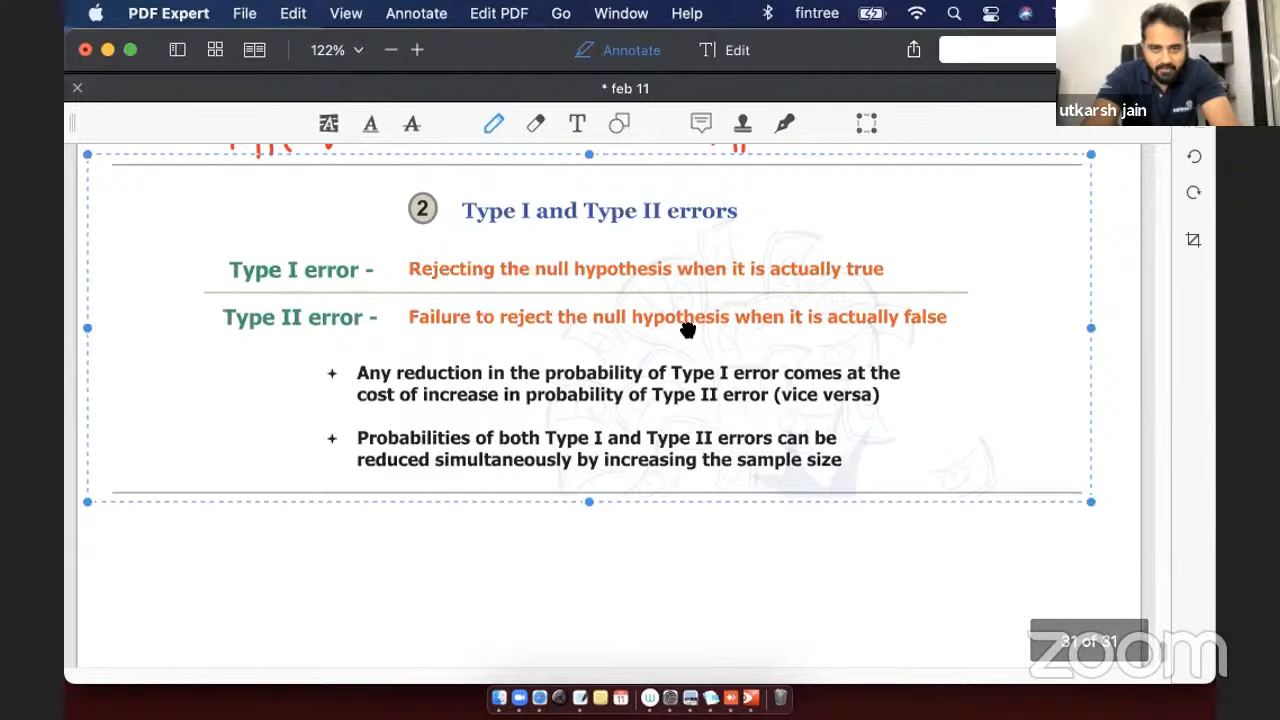 PDF Expert File Edit View Annotate Edit PDF Go Window Help fintree
122% Annotate T Edit
* feb 11
utkarsh jain
2 Type I and Type II errors
Type I error - Rejecting the null hypothesis when it is actually true
Type II error - Failure to reject the null hypothesis when it is actually false
Any reduction in the probability of Type I error comes at the
cost of increase in probability of Type II error (vice versa)
Probabilities of both Type I and Type II errors can be
reduced simultaneously by increasing the sample size
31 of 31
zoom
11